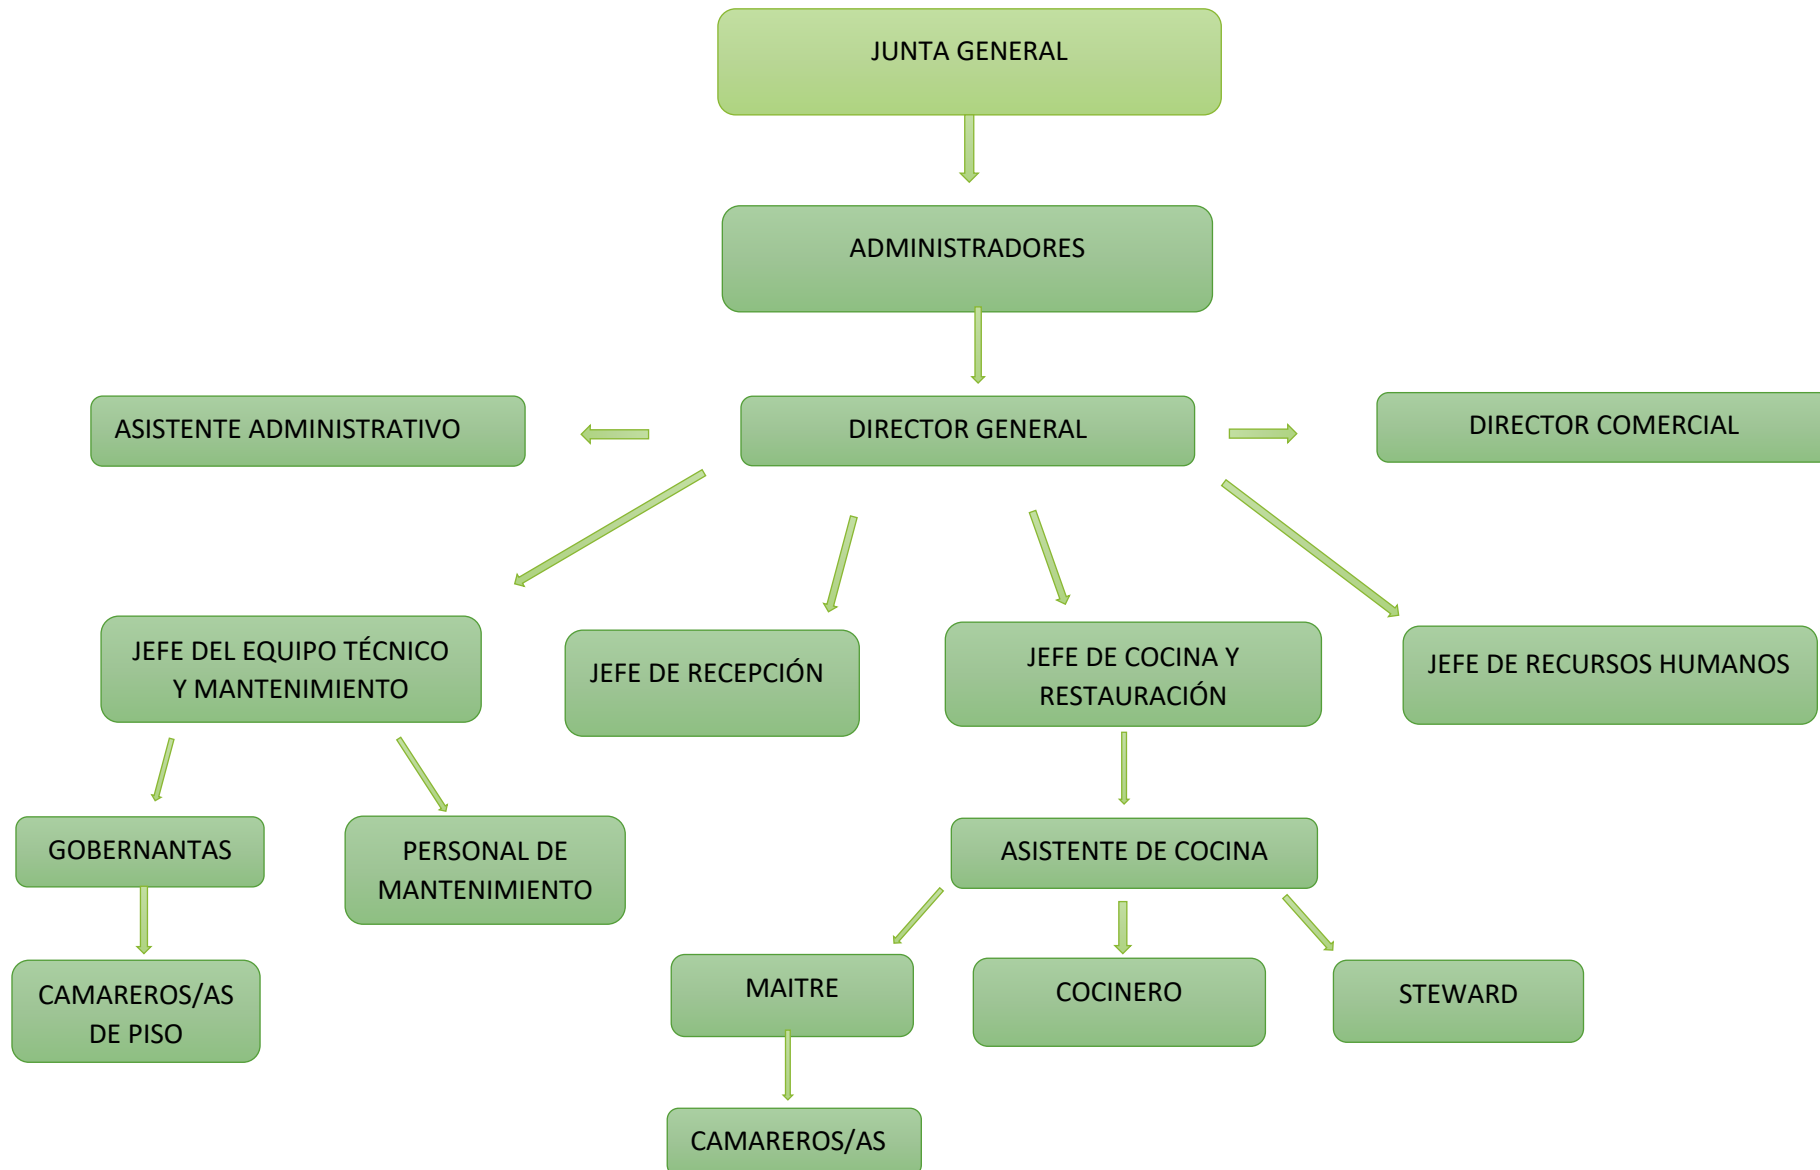 JUNTA GENERAL
ADMINISTRADORES
ASISTENTE ADMINISTRATIVO
DIRECTOR GENERAL
DIRECTOR COMERCIAL
JEFE DEL EQUIPO TÉCNICO
Y MANTENIMIENTO
JEFE DE RECEPCIÓN
JEFE DE COCINA Y
RESTAURACIÓN
JEFE DE RECURSOS HUMANOS
GOBERNANTAS
PERSONAL DE
MANTENIMIENTO
ASISTENTE DE COCINA
CAMAREROS/AS
DE PISO
MAITRE
COCINERO
STEWARD
CAMAREROS/AS